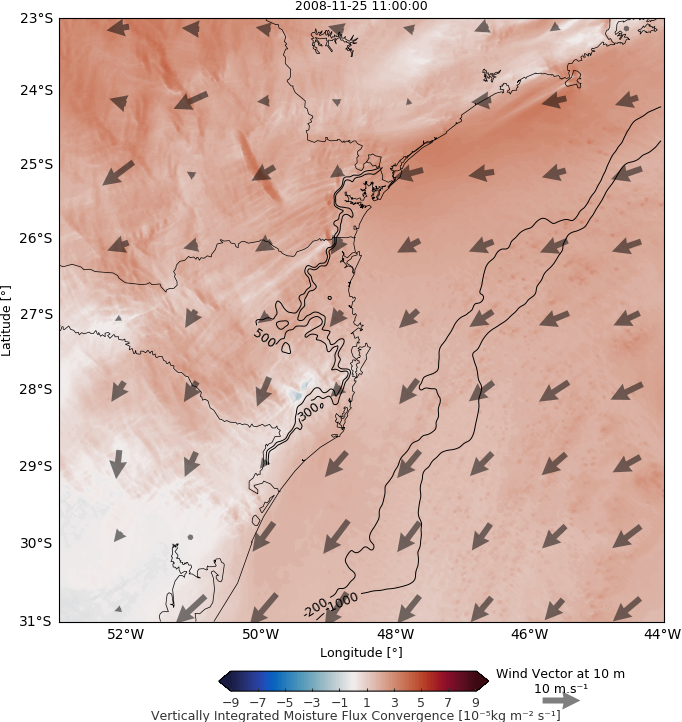 2008-11-25 11:00:00
23°S
24°S
25°S
26°S
27°S
28°S
29°S
30°S
31°S
Latitude [°]
500
300
-200
-1000
52°W 50°W 48°W 46°W 44°W
Longitude [°]
−9 −7 −5 −3 −1 1 3 5 7 9
Wind Vector at 10 m
10 m.s⁻¹
Vertically Integrated Moisture Flux Convergence [10⁻⁵kg m⁻² s⁻¹]